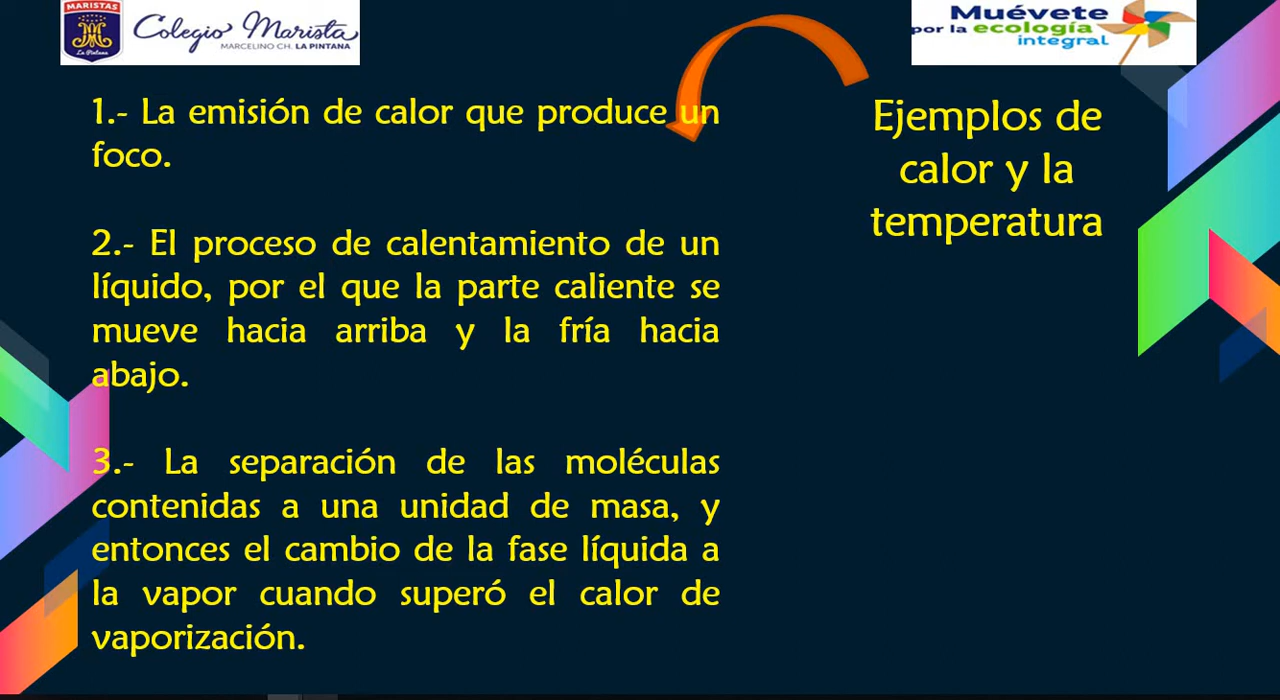 MARISTAS
La Pintana
Colegio Marista
MARCELINO CH. LA PINTANA
Muévete
por la ecología
integral
1.- La emisión de calor que produce un
foco.
2.- El proceso de calentamiento de un
líquido, por el que la parte caliente se
mueve hacia arriba y la fría hacia
abajo.
3.- La separación de las moléculas
contenidas a una unidad de masa, y
entonces el cambio de la fase líquida a
la vapor cuando superó el calor de
vaporización.
Ejemplos de
calor y la
temperatura